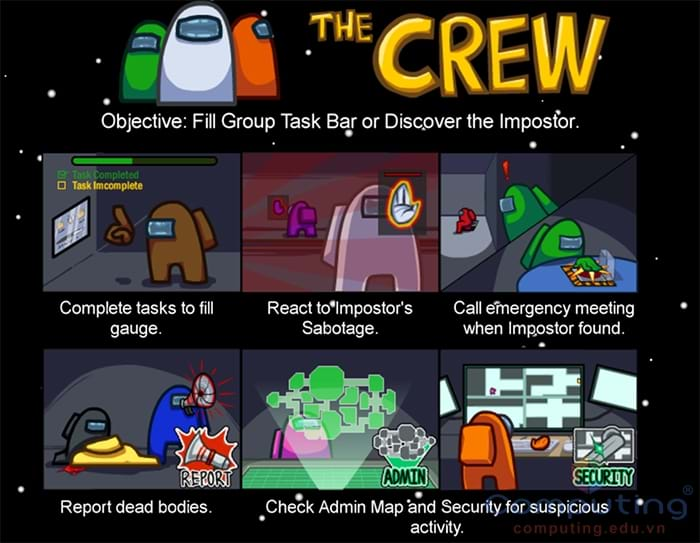 THE
CREW
Objective: Fill Group Task Bar or Discover the Impostor.
Task Completed
Task Imcomplete
Complete tasks to fill
gauge.
React to Impostor's
Sabotage.
Call emergency meeting
when Impostor found.
REPORT
ADMIN
SECURITY
Report dead bodies.
Check Admin Map and Security for suspicious
activity.
Computing®
computing.edu.vn